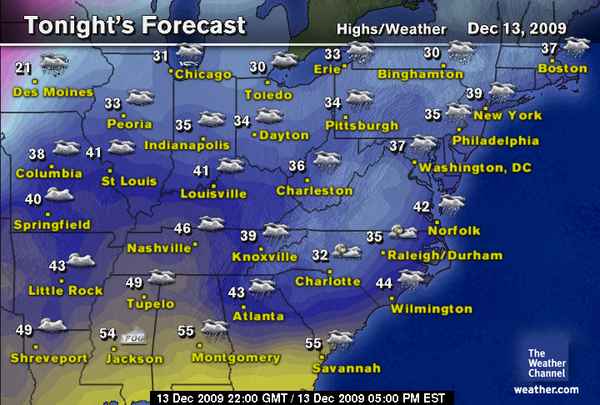 Tonight's Forecast
Highs/Weather Dec 13, 2009
21
Des Moines
31
Chicago
30
Toledo
33
Erie
30
Binghamton
37
Boston
33
Peoria
35
Indianapolis
34
Dayton
34
Pittsburgh
39
New York
35
Philadelphia
38
Columbia
41
St Louis
41
Louisville
36
Charleston
37
Washington, DC
40
Springfield
46
Nashville
39
Knoxville
42
Norfolk
35
Raleigh/Durham
32
Charlotte
43
Little Rock
49
Tupelo
43
Atlanta
44
Wilmington
49
Shreveport
54
FOG
Jackson
55
Montgomery
55
Savannah
The
Weather
Channel
weather.com
13 Dec 2009 22:00 GMT / 13 Dec 2009 05:00 PM EST